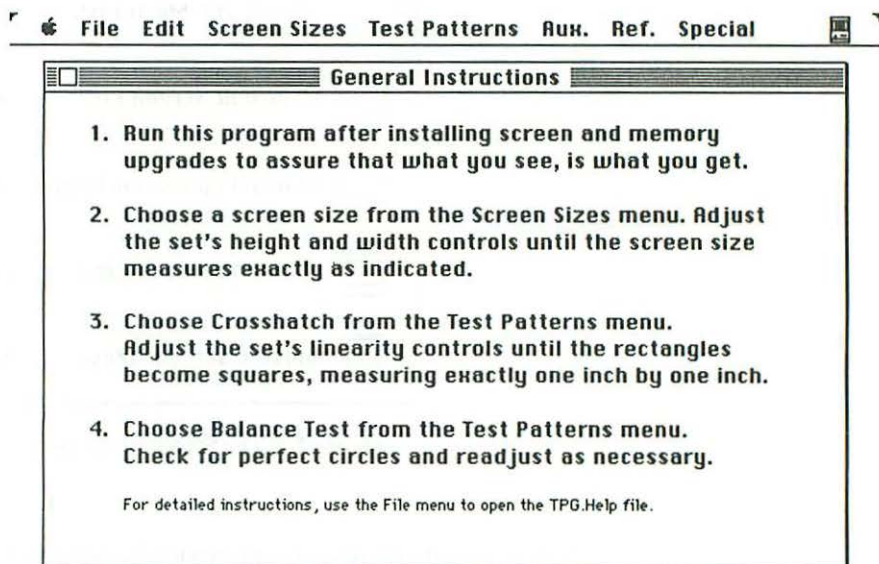 File Edit Screen Sizes Test Patterns Aux. Ref. Special
General Instructions
1. Run this program after installing screen and memory
upgrades to assure that what you see, is what you get.
2. Choose a screen size from the Screen Sizes menu. Adjust
the set's height and width controls until the screen size
measures exactly as indicated.
3. Choose Crosshatch from the Test Patterns menu.
Adjust the set's linearity controls until the rectangles
become squares, measuring exactly one inch by one inch.
4. Choose Balance Test from the Test Patterns menu.
Check for perfect circles and readjust as necessary.
For detailed instructions, use the File menu to open the TPG.Help file.